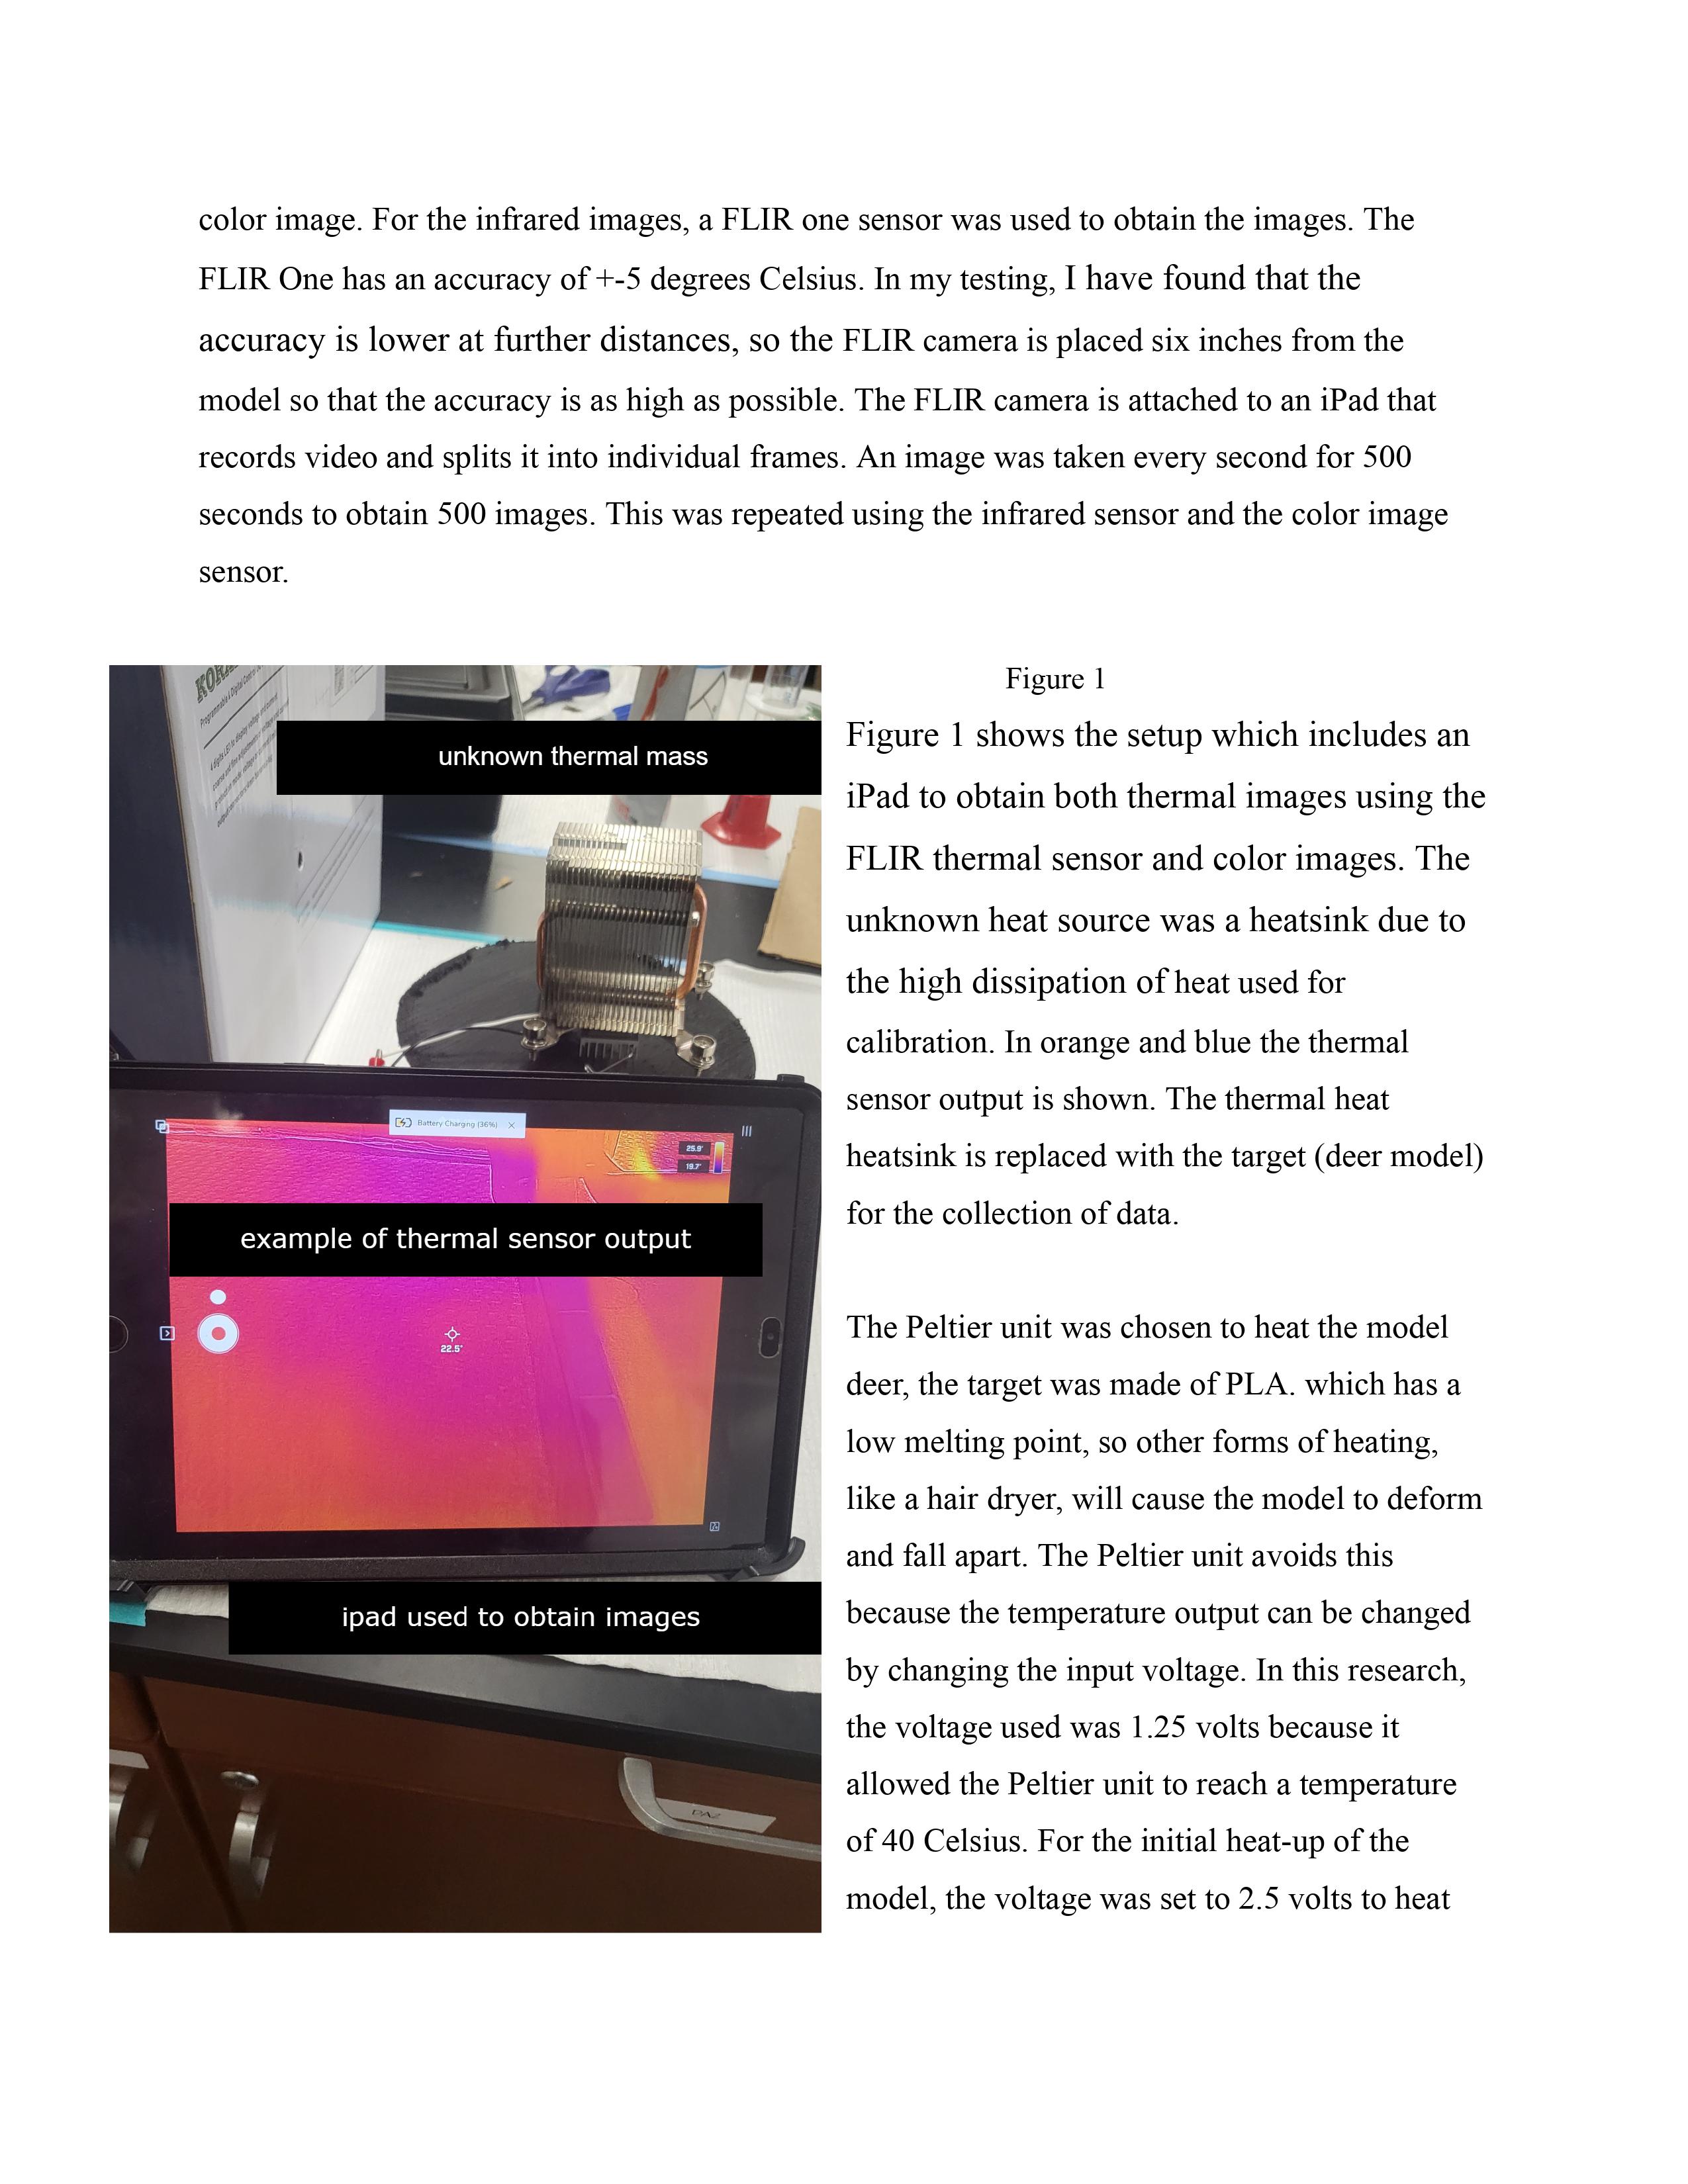 color image. For the infrared images, a FLIR one sensor was used to obtain the images. The
FLIR One has an accuracy of +-5 degrees Celsius. In my testing, I have found that the
accuracy is lower at further distances, so the FLIR camera is placed six inches from the
model so that the accuracy is as high as possible. The FLIR camera is attached to an iPad that
records video and splits it into individual frames. An image was taken every second for 500
seconds to obtain 500 images. This was repeated using the infrared sensor and the color image
sensor.
unknown thermal mass
Battery Charging (36%)
25.9°
19.7°
example of thermal sensor output
22.5°
ipad used to obtain images
Figure 1
Figure 1 shows the setup which includes an
iPad to obtain both thermal images using the
FLIR thermal sensor and color images. The
unknown heat source was a heatsink due to
the high dissipation of heat used for
calibration. In orange and blue the thermal
sensor output is shown. The thermal heat
heatsink is replaced with the target (deer model)
for the collection of data.
The Peltier unit was chosen to heat the model
deer, the target was made of PLA. which has a
low melting point, so other forms of heating,
like a hair dryer, will cause the model to deform
and fall apart. The Peltier unit avoids this
because the temperature output can be changed
by changing the input voltage. In this research,
the voltage used was 1.25 volts because it
allowed the Peltier unit to reach a temperature
of 40 Celsius. For the initial heat-up of the
model, the voltage was set to 2.5 volts to heat